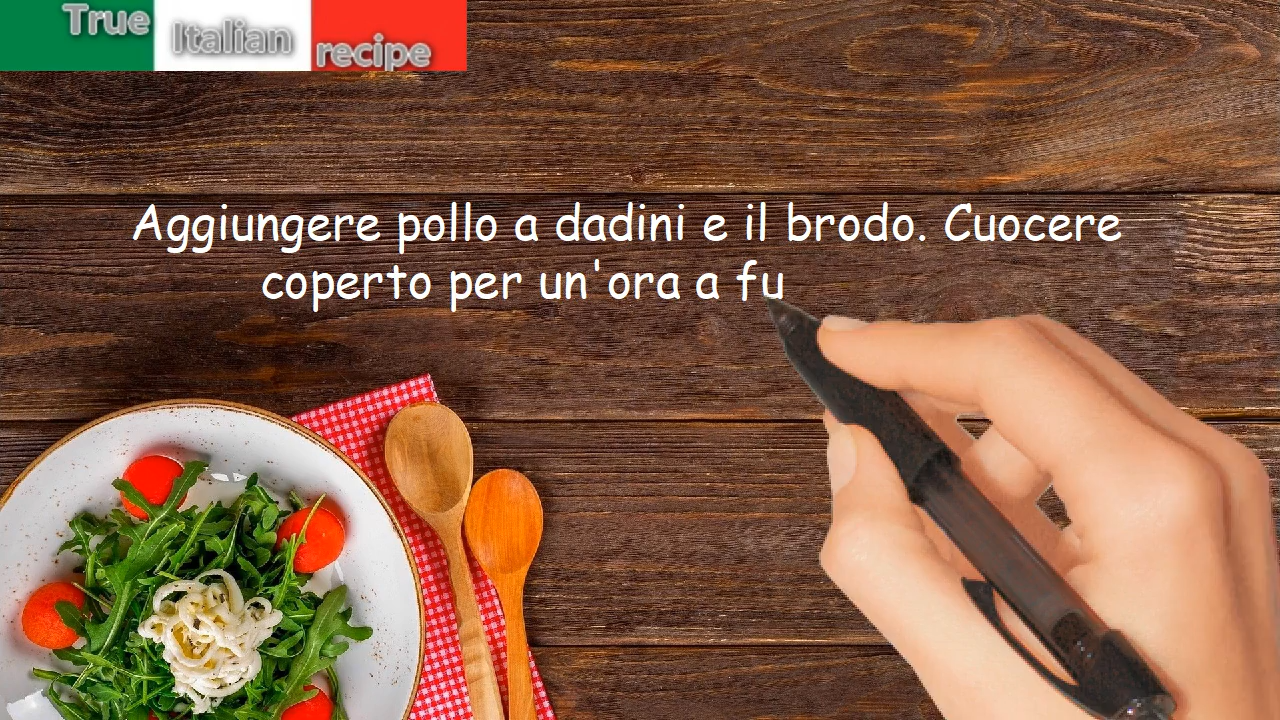 True Italian recipe
Aggiungere pollo a dadini e il brodo. Cuocere
coperto per un'ora a fu